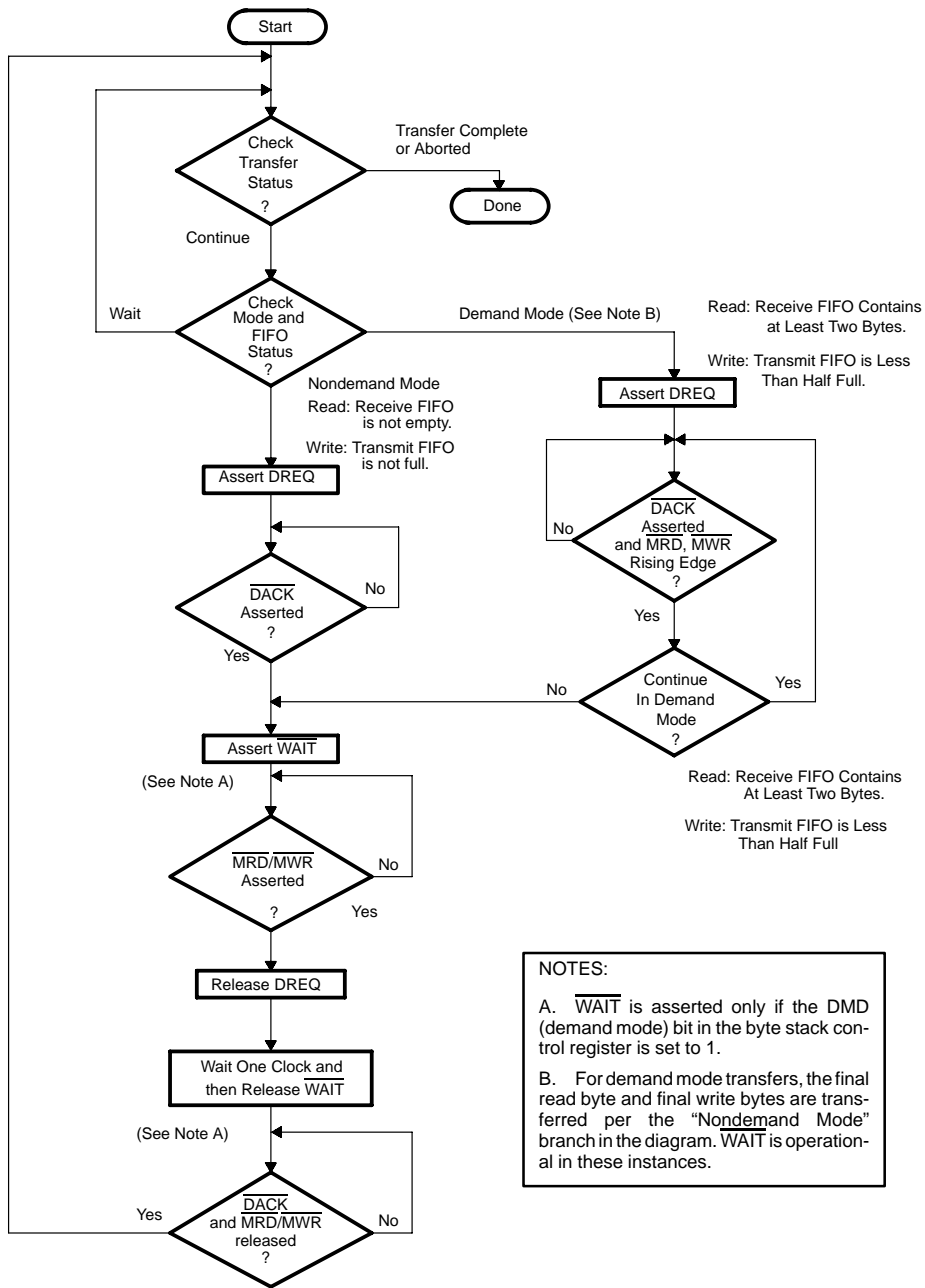 Start
Check
Transfer
Status
?
Transfer Complete
or Aborted
Done
Continue
Check
Mode and
FIFO
Status
?
Wait
Demand Mode (See Note B)
Read: Receive FIFO Contains
at Least Two Bytes.
Write: Transmit FIFO is Less
Than Half Full.
Nondemand Mode
Read: Receive FIFO
is not empty.
Write: Transmit FIFO
is not full.
Assert DREQ
Assert DREQ
DACK
Asserted
and MRD, MWR
Rising Edge
?
No
Yes
DACK
Asserted
?
No
Yes
Continue
In Demand
Mode
?
No
Yes
Assert WAIT
(See Note A)
Read: Receive FIFO Contains
At Least Two Bytes.
Write: Transmit FIFO is Less
Than Half Full
MRD/MWR
Asserted
?
No
Yes
Release DREQ
Wait One Clock and
then Release WAIT
(See Note A)
DACK
and MRD/MWR
released
?
Yes
No
NOTES:
A. WAIT is asserted only if the DMD
(demand mode) bit in the byte stack con-
trol register is set to 1.
B. For demand mode transfers, the final
read byte and final write bytes are trans-
ferred per the “Nondemand Mode”
branch in the diagram. WAIT is operation-
al in these instances.